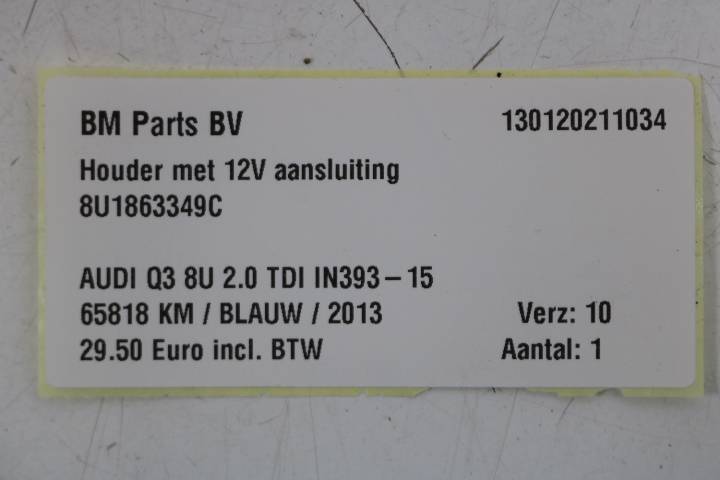 BM Parts BV 130120211034
Houder met 12V aansluiting
8U1863349C
AUDI Q3 8U 2.0 TDI IN393-15
65818 KM / BLAUW / 2013 Verz: 10
29.50 Euro incl. BTW Aantal: 1